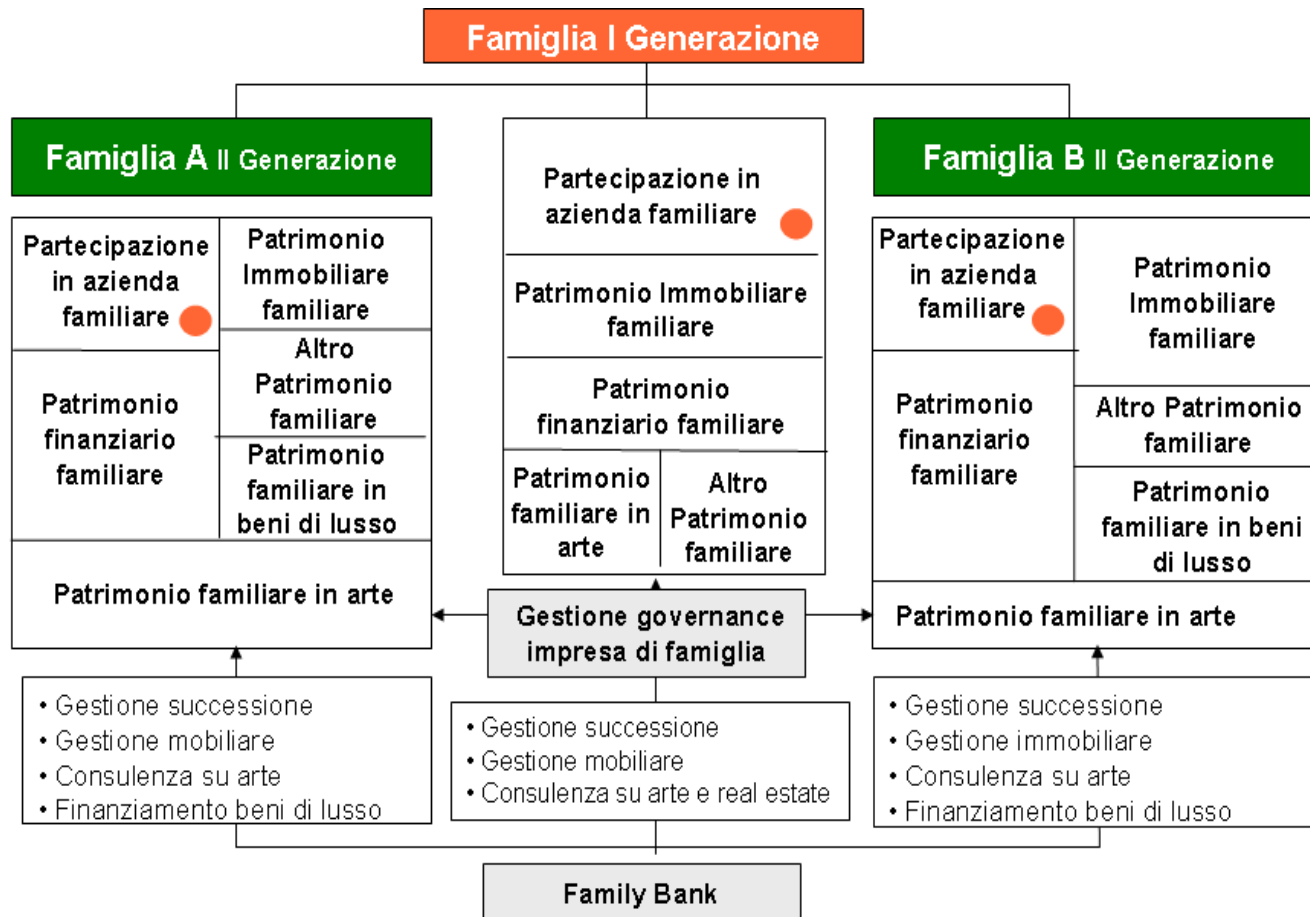 Famiglia I Generazione
Famiglia A II Generazione
Partecipazione
in azienda
familiare
Patrimonio
Immobiliare
familiare
Altro
Patrimonio
familiare
Patrimonio
finanziario
familiare
Patrimonio
familiare in
beni di lusso
Patrimonio familiare in arte
Partecipazione in
azienda familiare
Patrimonio Immobiliare
familiare
Patrimonio
finanziario familiare
Patrimonio
familiare in
arte
Altro
Patrimonio
familiare
Famiglia B II Generazione
Partecipazione
in azienda
familiare
Patrimonio
Immobiliare
familiare
Patrimonio
finanziario
familiare
Altro Patrimonio
familiare
Patrimonio
familiare in beni
di lusso
Patrimonio familiare in arte
Gestione governance
impresa di famiglia
• Gestione successione
• Gestione mobiliare
• Consulenza su arte
• Finanziamento beni di lusso
• Gestione successione
• Gestione mobiliare
• Consulenza su arte e real estate
• Gestione successione
• Gestione immobiliare
• Consulenza su arte
• Finanziamento beni di lusso
Family Bank